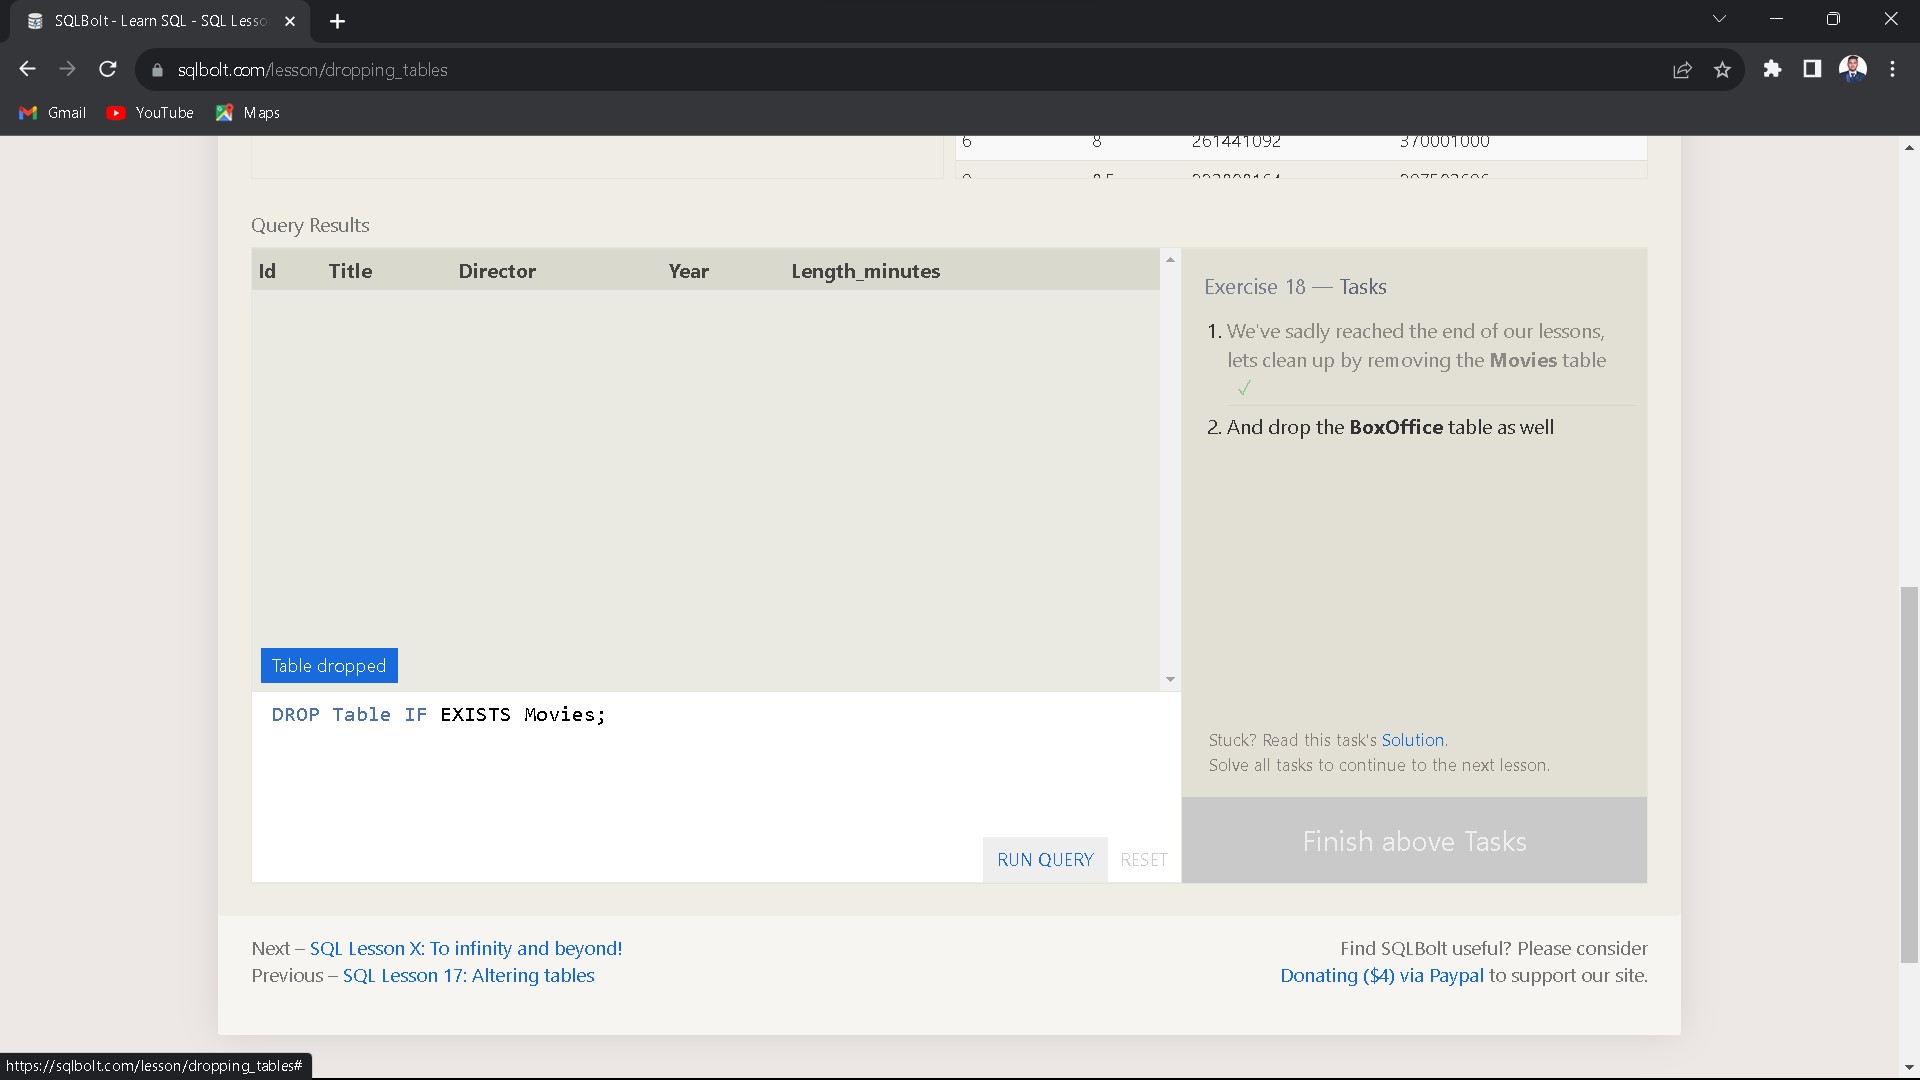 SQLBolt - Learn SQL - SQL Lesso
sqlbolt.com/lesson/dropping_tables
Gmail YouTube Maps
6 8 261441092 370001000
Query Results
Id Title Director Year Length_minutes
Table dropped
DROP Table IF EXISTS Movies;
RUN QUERY RESET
Exercise 18 — Tasks
1. We've sadly reached the end of our lessons,
lets clean up by removing the Movies table
✓
2. And drop the BoxOffice table as well
Stuck? Read this task's Solution.
Solve all tasks to continue to the next lesson.
Finish above Tasks
Next – SQL Lesson X: To infinity and beyond!
Previous – SQL Lesson 17: Altering tables
Find SQLBolt useful? Please consider
Donating ($4) via Paypal to support our site.
https://sqlbolt.com/lesson/dropping_tables#